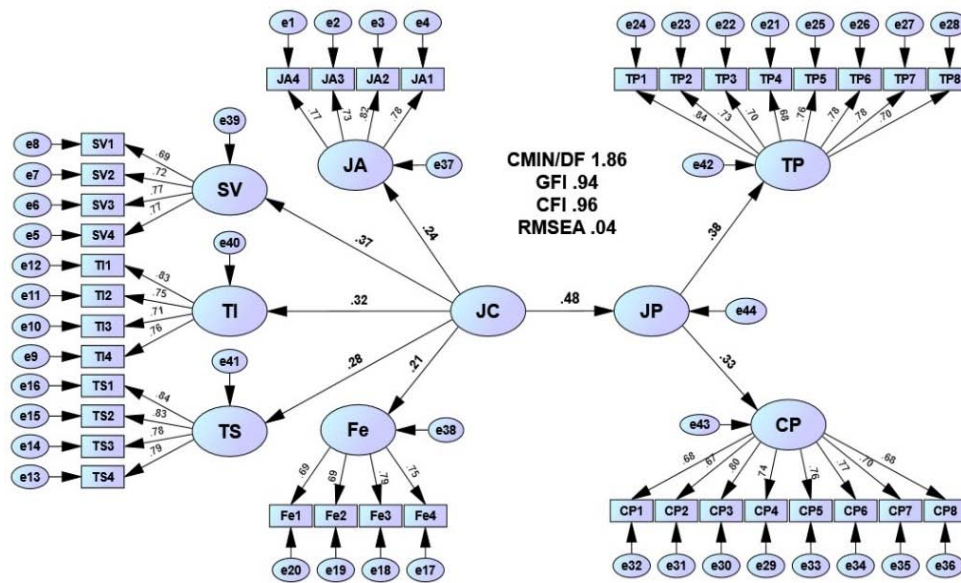 e1 e2 e3 e4
JA4 JA3 JA2 JA1
.77 .73 .82 .78
JA
e37
e39
e8 SV1 .69
e7 SV2 .72
e6 SV3 .77
e5 SV4 .77
SV
e40
e12 TI1 .83
e11 TI2 .75
e10 TI3 .71
e9 TI4 .76
TI
e41
e16 TS1 .84
e15 TS2 .83
e14 TS3 .78
e13 TS4 .79
TS
CMIN/DF 1.86
GFI .94
CFI .96
RMSEA .04
.24
.37
.32
.28
.21
JC
.48
JP
e44
.38
.33
e24 e23 e22 e21 e25 e26 e27 e28
TP1 TP2 TP3 TP4 TP5 TP6 TP7 TP8
.84 .73 .70 .68 .76 .78 .78 .70
e42
TP
Fe
e38
.69 .69 .79 .75
Fe1 Fe2 Fe3 Fe4
e20 e19 e18 e17
e43
CP
.68 .67 .80 .74 .76 .77 .70 .68
CP1 CP2 CP3 CP4 CP5 CP6 CP7 CP8
e32 e31 e30 e29 e33 e34 e35 e36